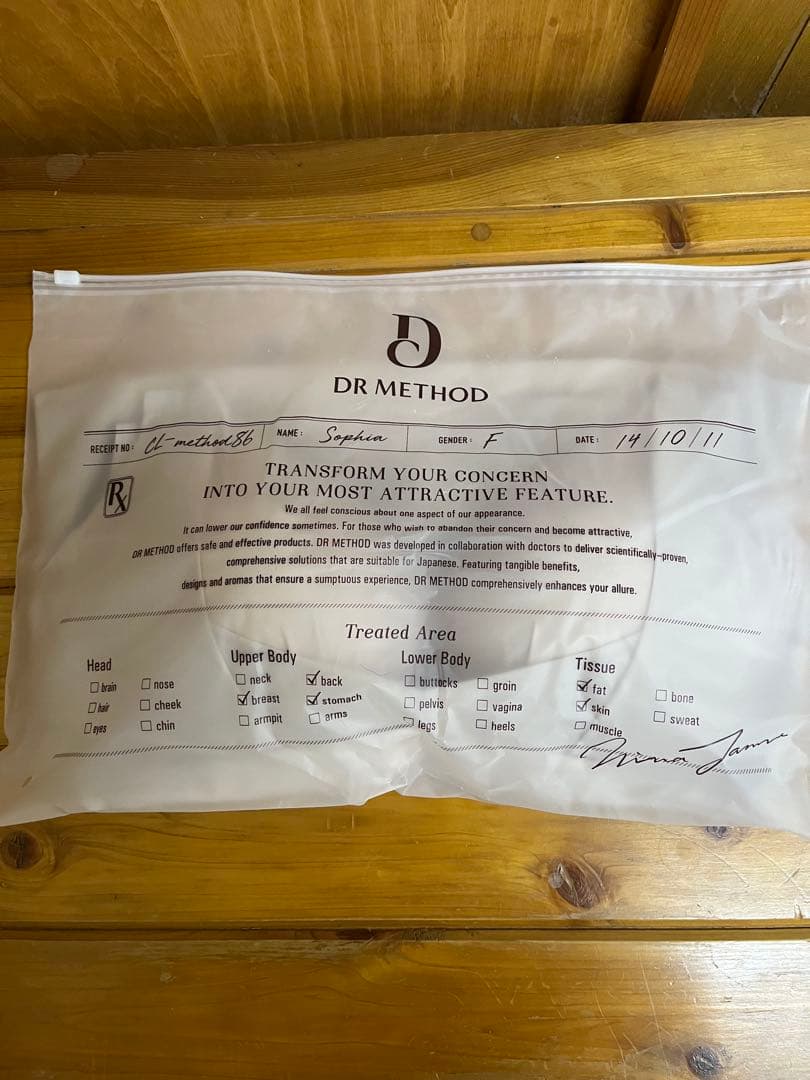 DR METHOD
RECEIPT NO: CL-method86 NAME: Sophia GENDER: F DATE: 14/10/11
Rx
TRANSFORM YOUR CONCERN
INTO YOUR MOST ATTRACTIVE FEATURE.
We all feel conscious about one aspect of our appearance.
It can lower our confidence sometimes. For those who wish to abandon their concern and become attractive,
DR METHOD offers safe and effective products. DR METHOD was developed in collaboration with doctors to deliver scientifically-proven,
comprehensive solutions that are suitable for Japanese. Featuring tangible benefits,
designs and aromas that ensure a sumptuous experience, DR METHOD comprehensively enhances your allure.
Treated Area
Head
brain nose
hair cheek
eyes chin
Upper Body
neck back
breast stomach
armpit arms
Lower Body
buttocks groin
pelvis vagina
legs heels
Tissue
fat bone
skin sweat
muscle